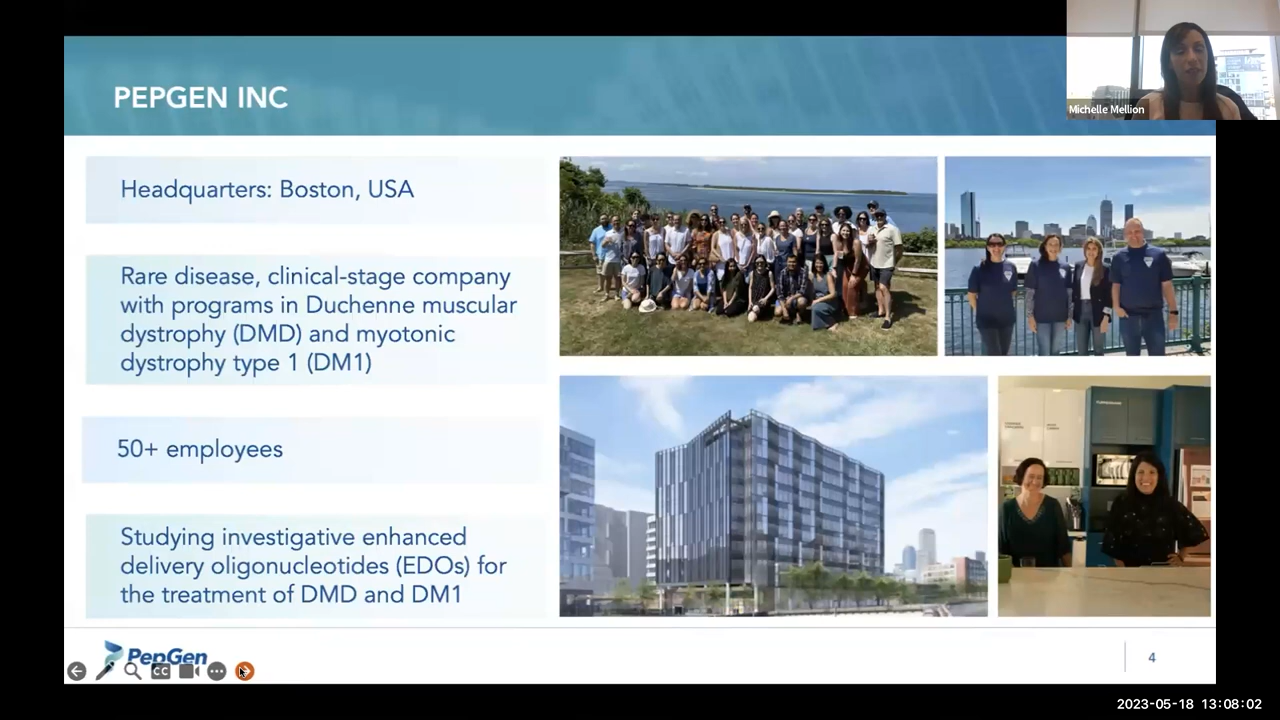 PEPGEN INC
Michelle Mellion
Headquarters: Boston, USA
Rare disease, clinical-stage company
with programs in Duchenne muscular
dystrophy (DMD) and myotonic
dystrophy type 1 (DM1)
50+ employees
Studying investigative enhanced
delivery oligonucleotides (EDOs) for
the treatment of DMD and DM1
PepGen
CC
4
2023-05-18 13:08:02